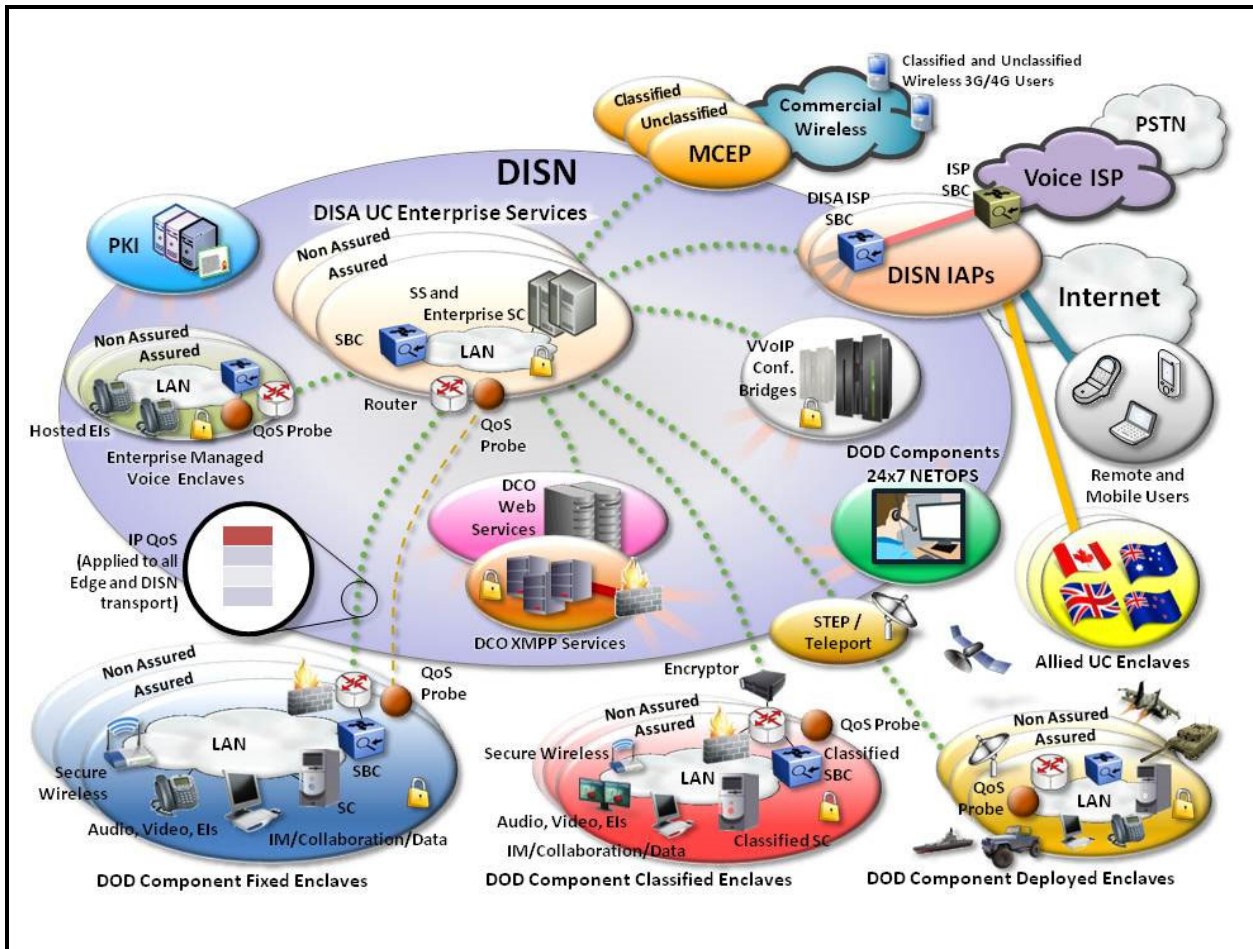 Classified and Unclassified
Wireless 3G/4G Users
Classified
Unclassified
MCEP
Commercial
Wireless
PSTN
Voice ISP
ISP
SBC
DISN
DISA UC Enterprise Services
Non Assured
Assured
SS and
Enterprise SC
SBC
LAN
Router
QoS
Probe
PKI
DISA ISP
SBC
DISN IAPs
Internet
Non Assured
Assured
LAN
Hosted EIs
QoS Probe
Enterprise Managed
Voice Enclaves
VVoIP
Conf.
Bridges
Remote and
Mobile Users
DOD Components
24x7 NETOPS
DCO
Web
Services
DCO XMPP Services
IP QoS
(Applied to all
Edge and DISN
transport)
STEP /
Teleport
Allied UC Enclaves
Non Assured
Assured
QoS
Probe
LAN
SBC
Secure
Wireless
SC
Audio, Video, EIs
IM/Collaboration/Data
DOD Component Fixed Enclaves
Encryptor
Non Assured
Assured
QoS Probe
Secure Wireless
LAN
Classified
SBC
Audio, Video, EIs
Classified SC
IM/Collaboration/Data
DOD Component Classified Enclaves
Non Assured
Assured
QoS
Probe
LAN
DOD Component Deployed Enclaves